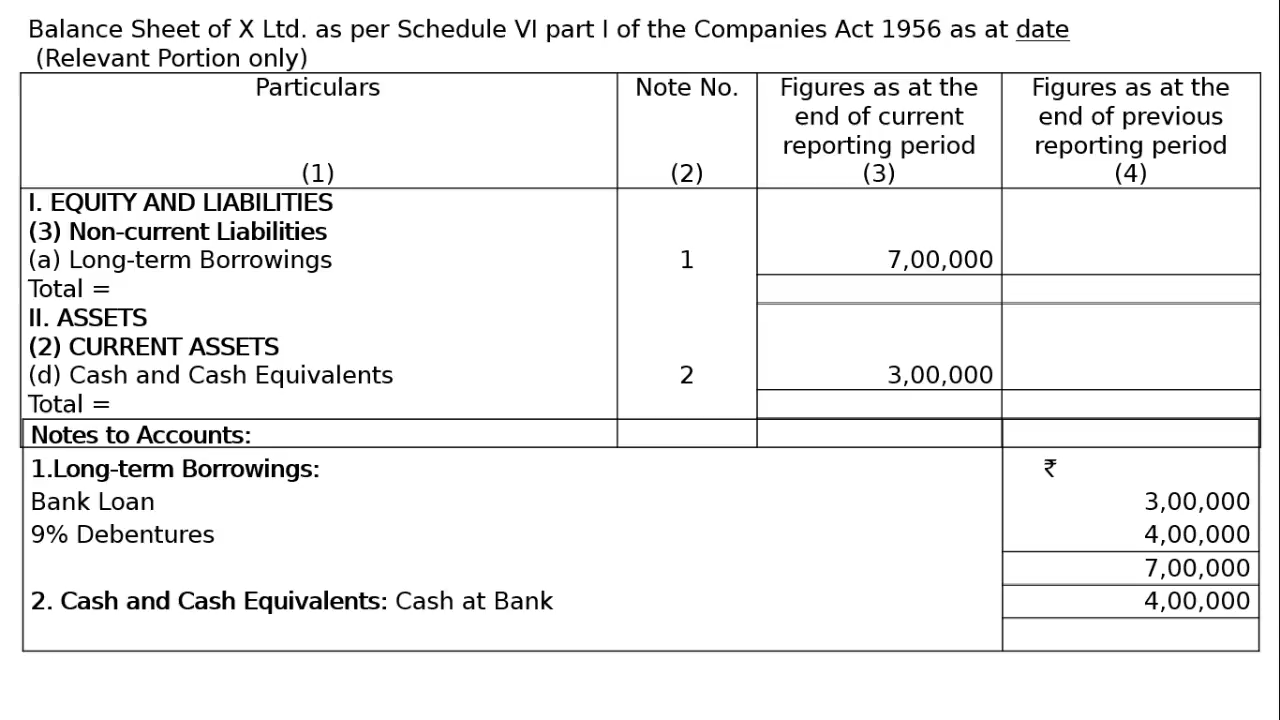 Balance Sheet of X Ltd. as per Schedule VI part I of the Companies Act 1956 as at date
(Relevant Portion only)
Particulars Note No. Figures as at the Figures as at the
end of current end of previous
reporting period reporting period
(1) (2) (3) (4)
I. EQUITY AND LIABILITIES
(3) Non-current Liabilities
(a) Long-term Borrowings 1 7,00,000
Total =
II. ASSETS
(2) CURRENT ASSETS
(d) Cash and Cash Equivalents 2 3,00,000
Total =
Notes to Accounts:
1.Long-term Borrowings: ₹
Bank Loan 3,00,000
9% Debentures 4,00,000
7,00,000
2. Cash and Cash Equivalents: Cash at Bank 4,00,000